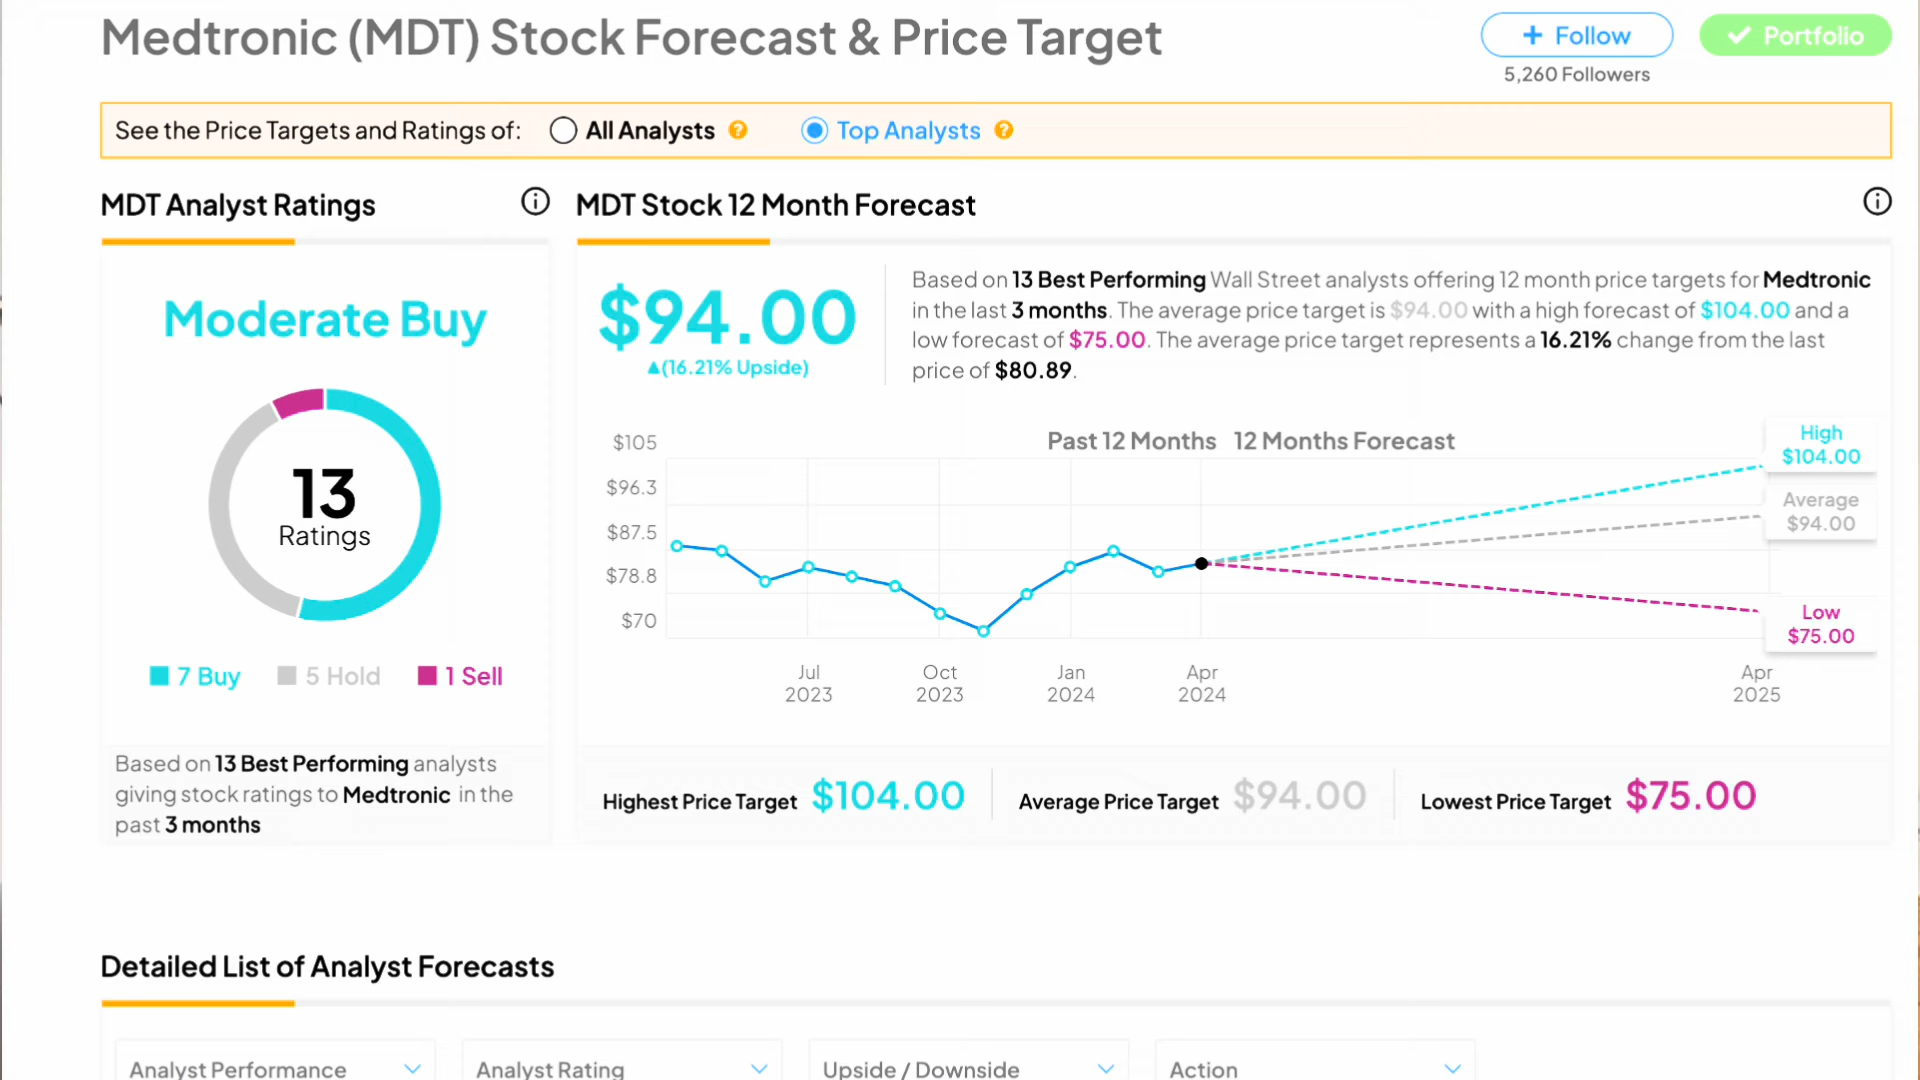 Medtronic (MDT) Stock Forecast & Price Target
+ Follow
Portfolio
5,260 Followers
See the Price Targets and Ratings of: All Analysts ? Top Analysts ?
MDT Analyst Ratings
MDT Stock 12 Month Forecast
Moderate Buy
13
Ratings
7 Buy 5 Hold 1 Sell
Based on 13 Best Performing analysts
giving stock ratings to Medtronic in the
past 3 months
$94.00
▲(16.21% Upside)
Based on 13 Best Performing Wall Street analysts offering 12 month price targets for Medtronic
in the last 3 months. The average price target is $94.00 with a high forecast of $104.00 and a
low forecast of $75.00. The average price target represents a 16.21% change from the last
price of $80.89.
Past 12 Months 12 Months Forecast
$105
$96.3
$87.5
$78.8
$70
High
$104.00
Average
$94.00
Low
$75.00
Jul
2023
Oct
2023
Jan
2024
Apr
2024
Apr
2025
Highest Price Target $104.00
Average Price Target $94.00
Lowest Price Target $75.00
Detailed List of Analyst Forecasts
Analyst Performance
Analyst Rating
Upside / Downside
Action